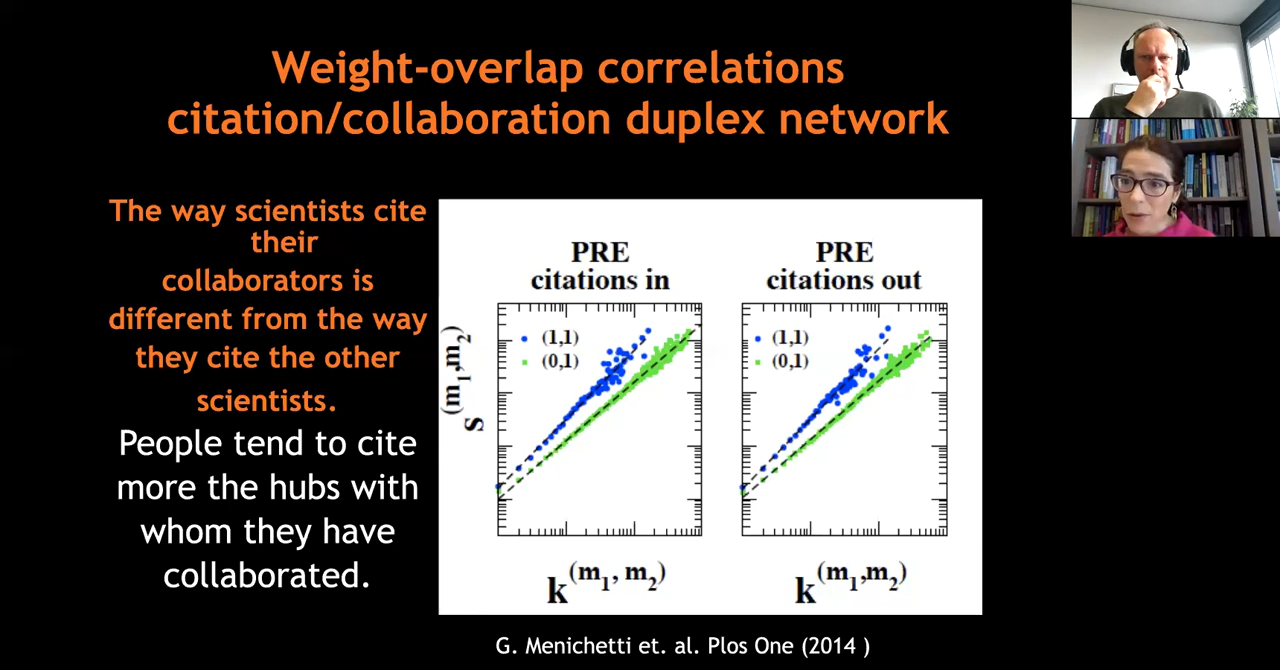 Weight-overlap correlations
citation/collaboration duplex network
The way scientists cite
their
collaborators is
different from the way
they cite the other
scientists.
People tend to cite
more the hubs with
whom they have
collaborated.
PRE
citations in
(1,1)
(0,1)
s(m1,m2)
k(m1, m2)
PRE
citations out
(1,1)
(0,1)
k(m1,m2)
G. Menichetti et. al. Plos One (2014 )